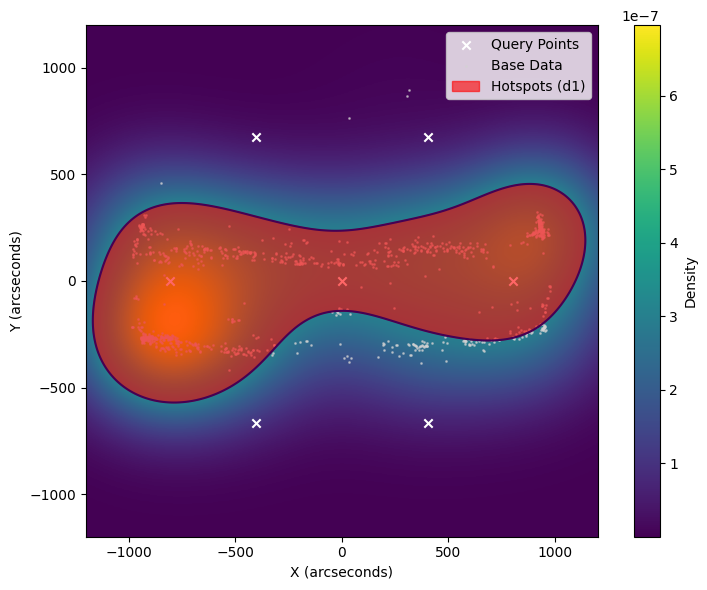 1e−7
Query Points
Base Data
Hotspots (d1)
1000
500
0
−500
−1000
Y (arcseconds)
−1000
−500
0
500
1000
X (arcseconds)
6
5
4
3
2
1
Density